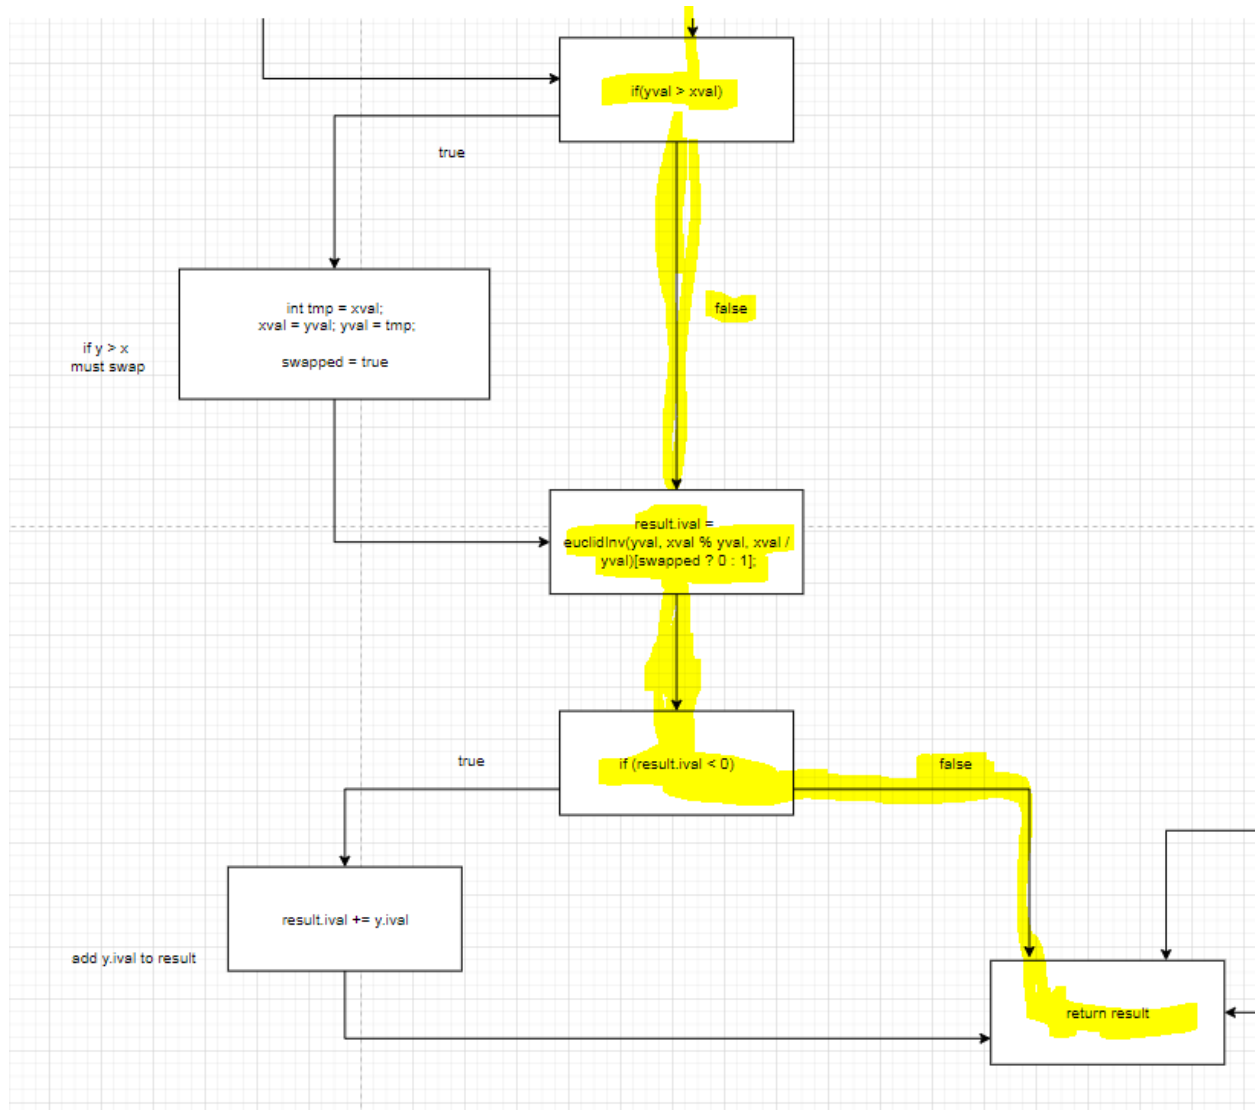 if(yval > xval)
true
int tmp = xval;
xval = yval; yval = tmp;
swapped = true
if y > x
must swap
false
result.ival =
euclidInv(yval, xval % yval, xval /
yval)[swapped ? 0 : 1];
true
if (result.ival < 0)
false
result.ival += y.ival
add y.ival to result
return result